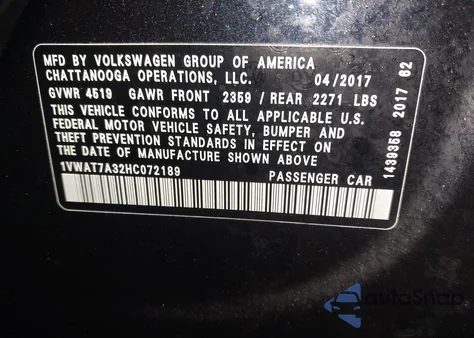 MFD BY VOLKSWAGEN GROUP OF AMERICA
CHATTANOOGA OPERATIONS, LLC. 04/2017
GVWR 4519 GAWR FRONT 2359 / REAR 2271 LBS
THIS VEHICLE CONFORMS TO ALL APPLICABLE U.S.
FEDERAL MOTOR VEHICLE SAFETY, BUMPER AND
THEFT PREVENTION STANDARDS IN EFFECT ON
THE DATE OF MANUFACTURE SHOWN ABOVE
1VWAT7A32HC072189 PASSENGER CAR
1439358 2017 62
autoSnap